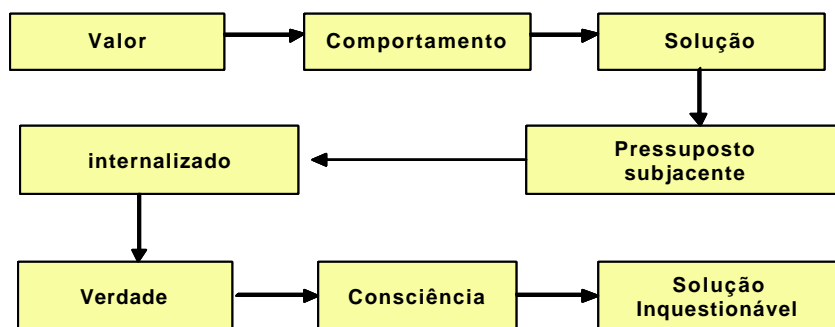 Valor
Comportamento
Solução
Pressuposto
subjacente
internalizado
Verdade
Consciência
Solução
Inquestionável